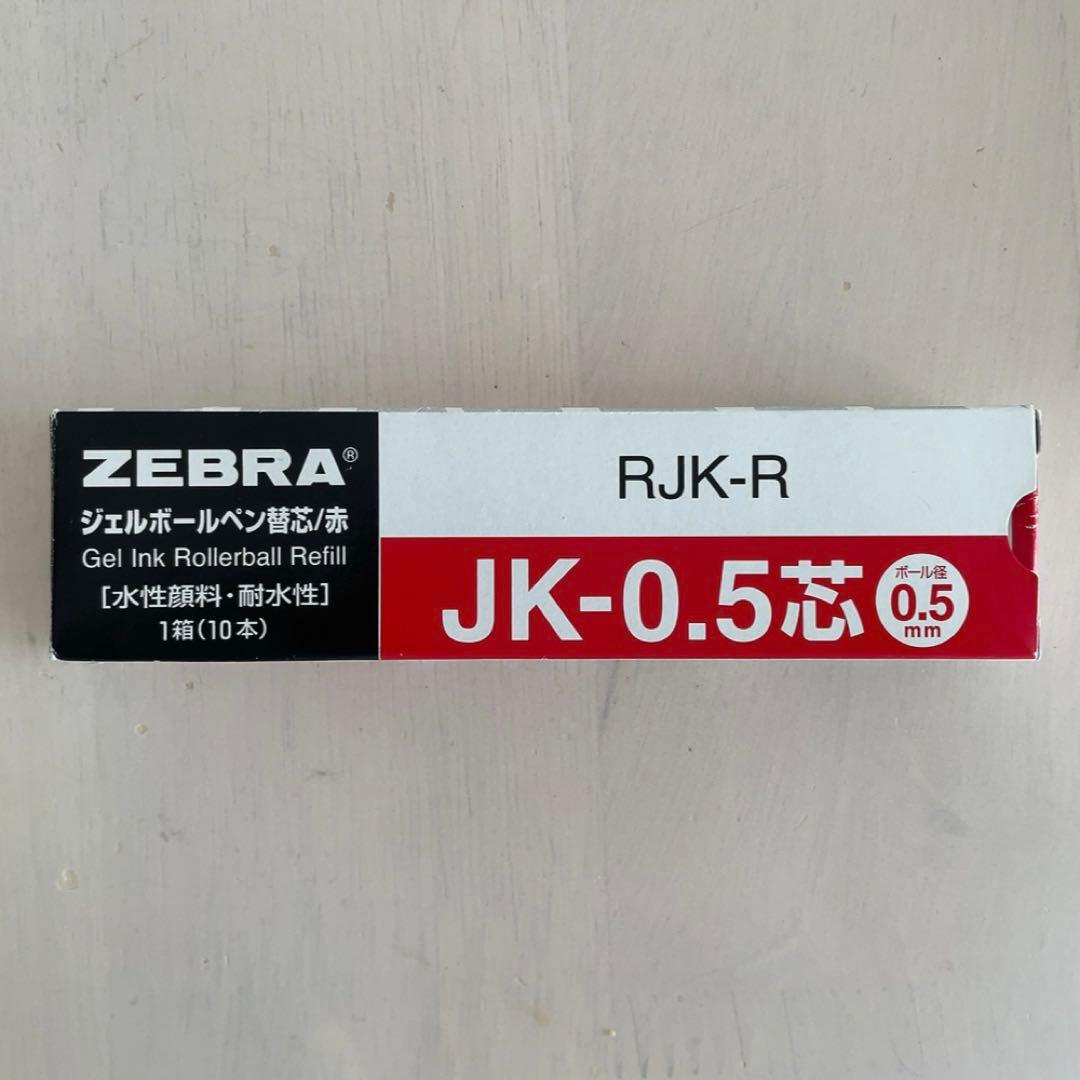 ZEBRA®
ジェルボールペン替芯/赤
Gel Ink Rollerball Refill
[水性顔料・耐水性]
1箱(10本)
RJK-R
JK-0.5芯
ボール径
0.5
mm